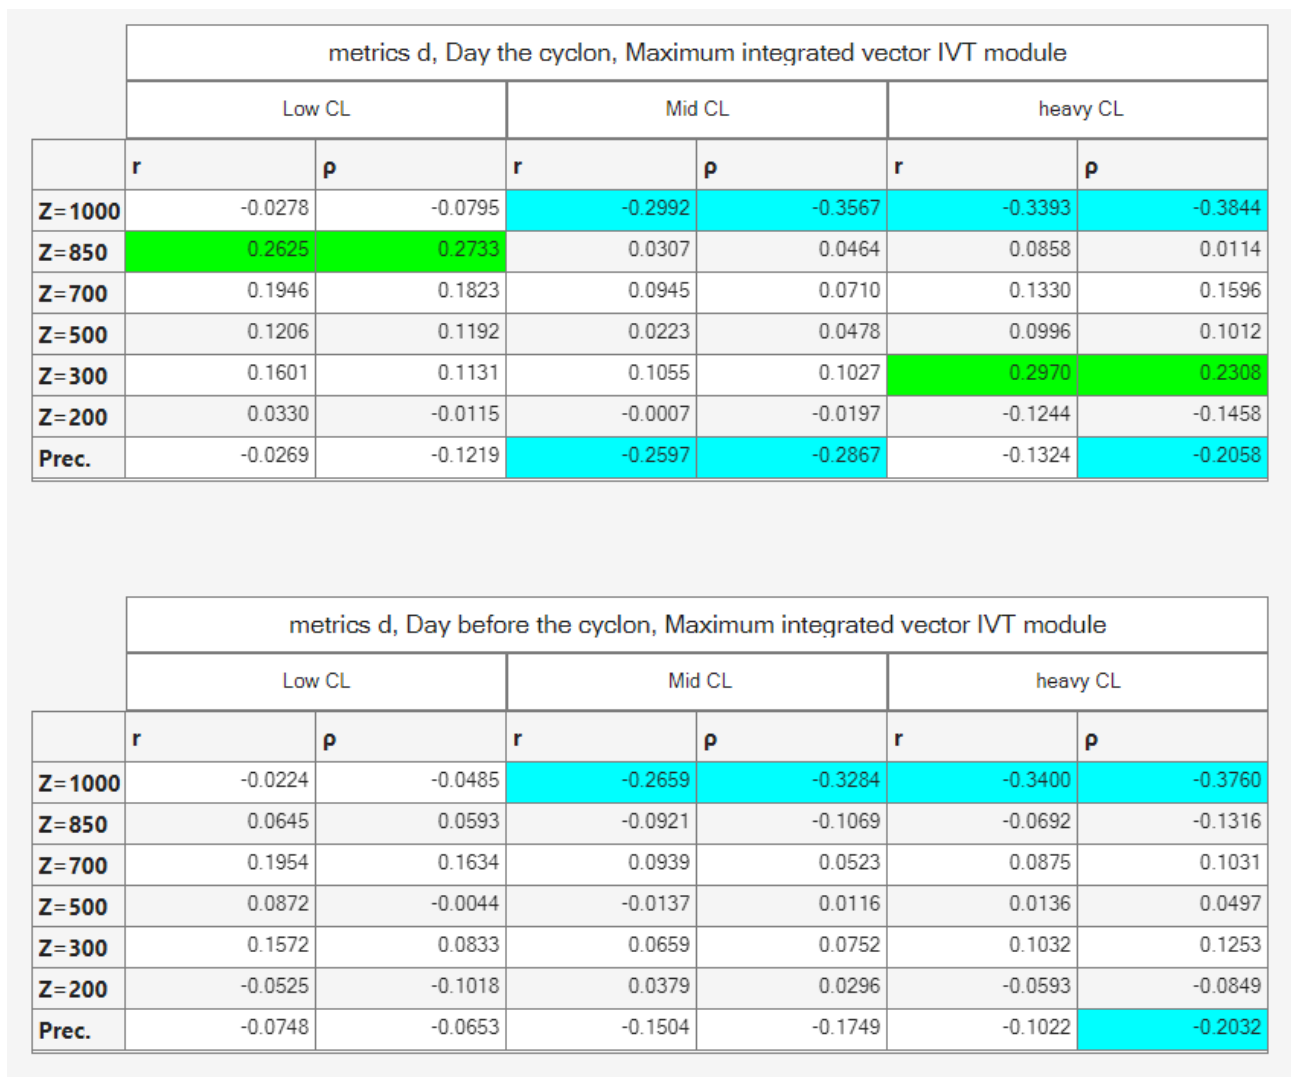 metrics d, Day the cyclon, Maximum integrated vector IVT module
Low CL Mid CL heavy CL
r ρ r ρ r ρ
Z=1000 -0.0278 -0.0795 -0.2992 -0.3567 -0.3393 -0.3844
Z=850 0.2625 0.2733 0.0307 0.0464 0.0858 0.0114
Z=700 0.1946 0.1823 0.0945 0.0710 0.1330 0.1596
Z=500 0.1206 0.1192 0.0223 0.0478 0.0996 0.1012
Z=300 0.1601 0.1131 0.1055 0.1027 0.2970 0.2308
Z=200 0.0330 -0.0115 -0.0007 -0.0197 -0.1244 -0.1458
Prec. -0.0269 -0.1219 -0.2597 -0.2867 -0.1324 -0.2058
metrics d, Day before the cyclon, Maximum integrated vector IVT module
Low CL Mid CL heavy CL
r ρ r ρ r ρ
Z=1000 -0.0224 -0.0485 -0.2659 -0.3284 -0.3400 -0.3760
Z=850 0.0645 0.0593 -0.0921 -0.1069 -0.0692 -0.1316
Z=700 0.1954 0.1634 0.0939 0.0523 0.0875 0.1031
Z=500 0.0872 -0.0044 -0.0137 0.0116 0.0136 0.0497
Z=300 0.1572 0.0833 0.0659 0.0752 0.1032 0.1253
Z=200 -0.0525 -0.1018 0.0379 0.0296 -0.0593 -0.0849
Prec. -0.0748 -0.0653 -0.1504 -0.1749 -0.1022 -0.2032